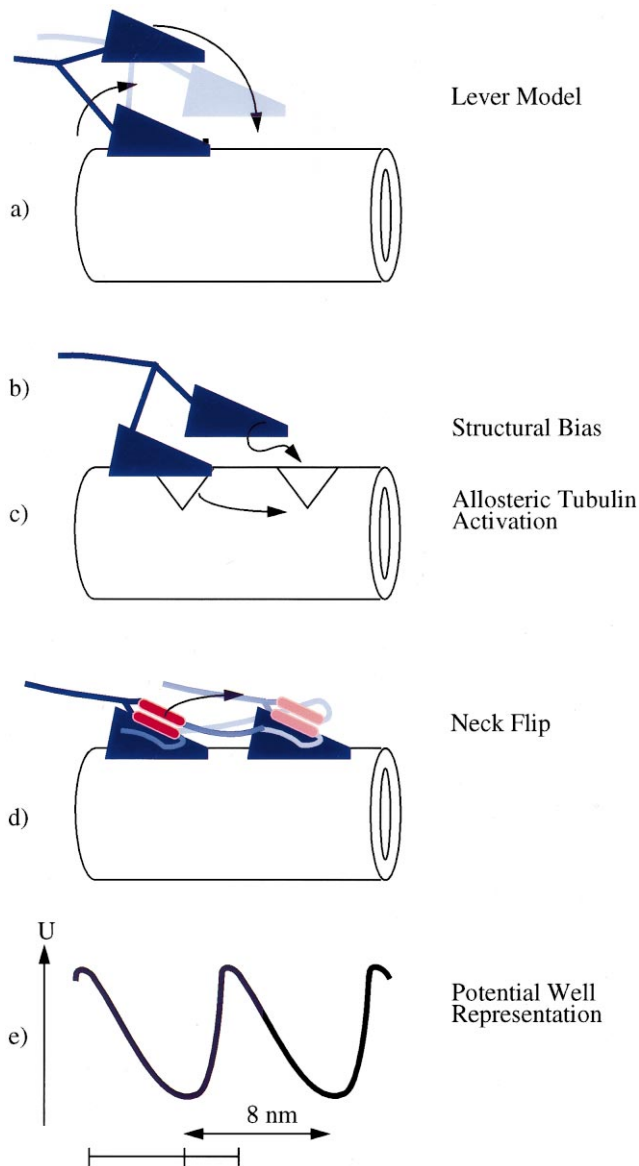 Lever Model
a)
b)
Structural Bias
c)
Allosteric Tubulin
Activation
Neck Flip
d)
U
Potential Well
Representation
e)
8 nm